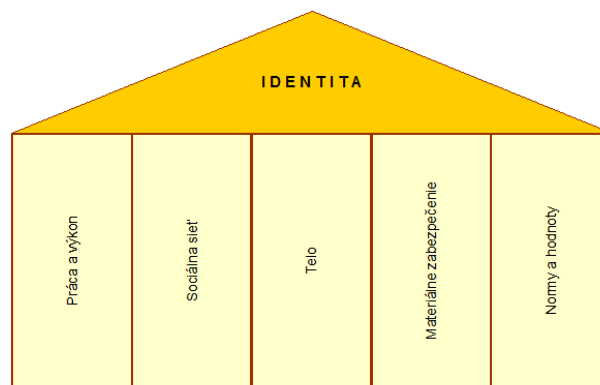 IDENTITA
Práca a výkon
Sociálna sieť
Telo
Materiálne zabezpečenie
Normy a hodnoty